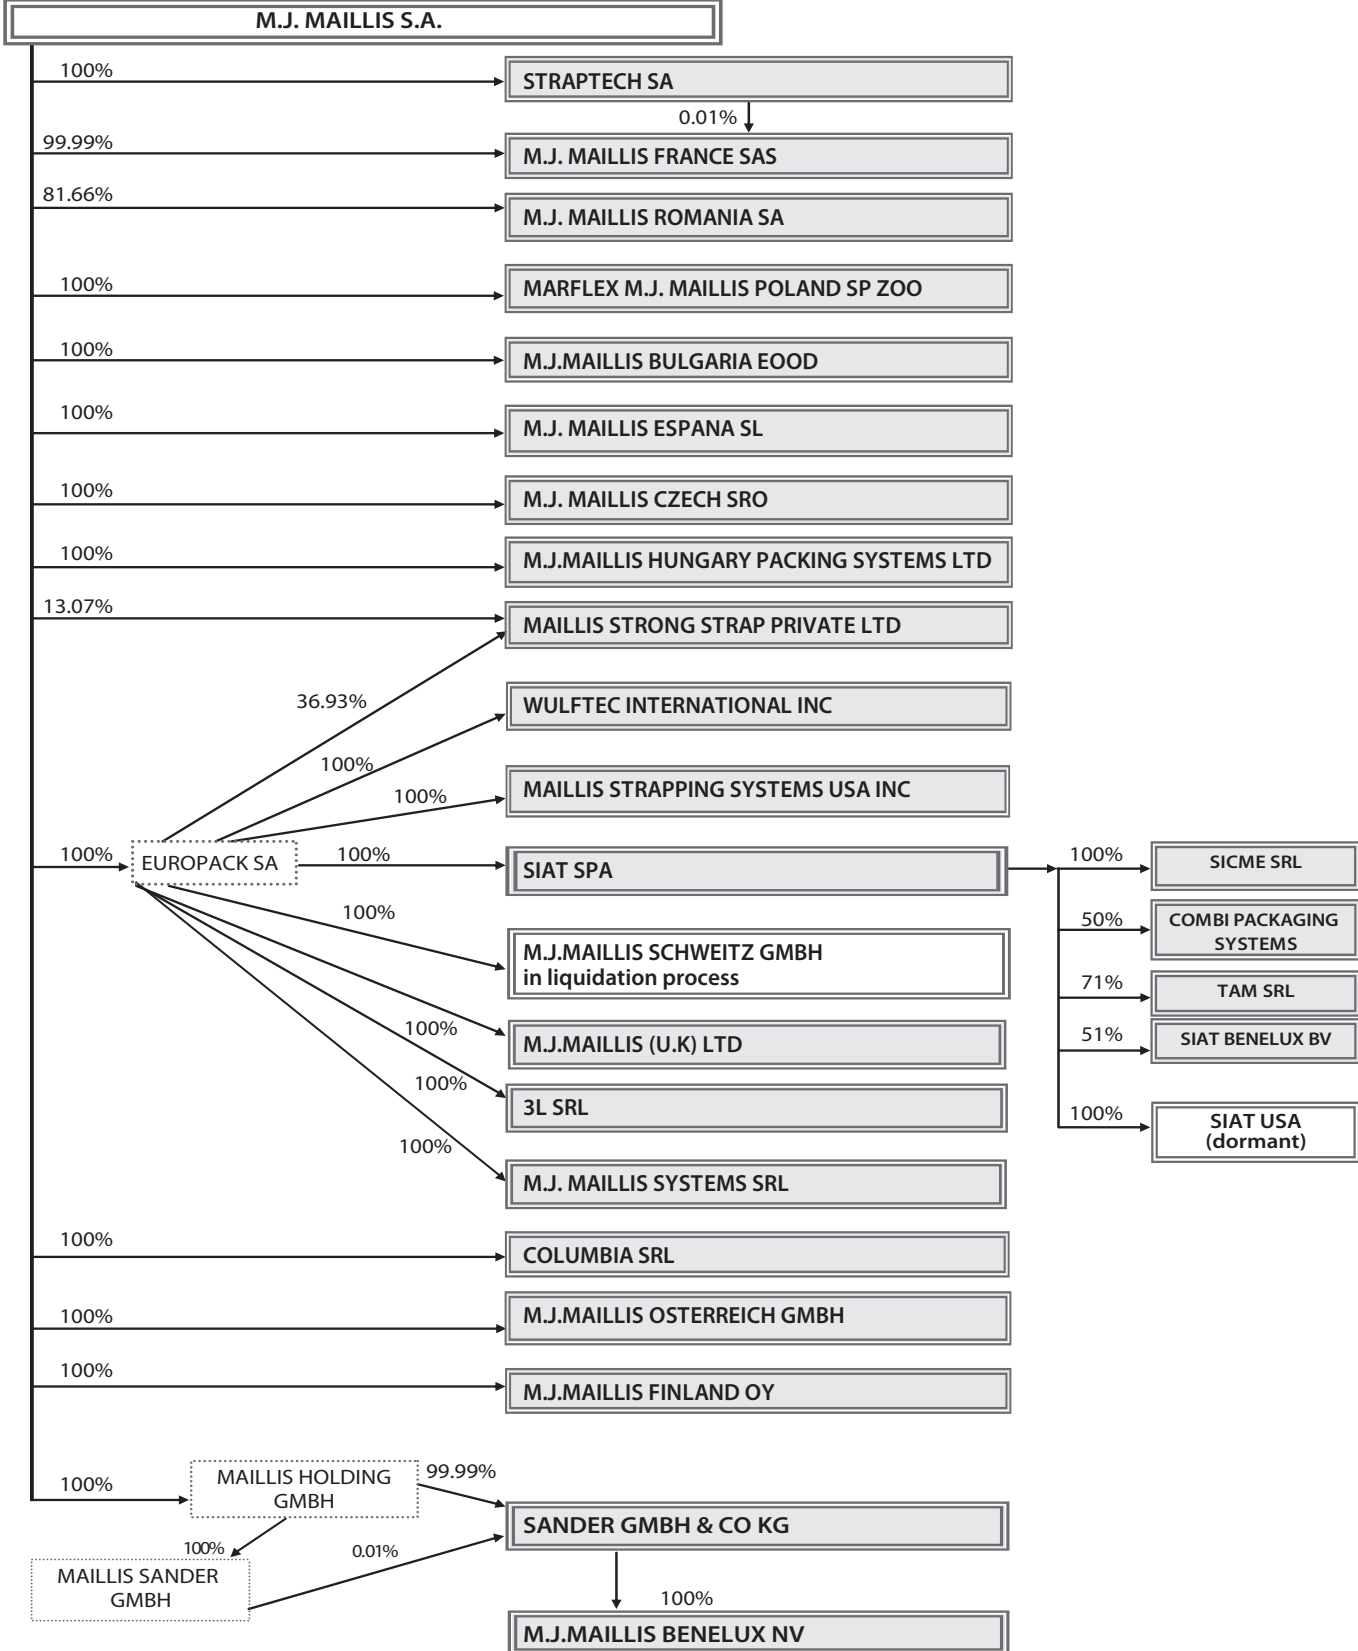 M.J. MAILLIS S.A.
100%
STRAPTECH SA
0.01%
99.99%
M.J. MAILLIS FRANCE SAS
81.66%
M.J. MAILLIS ROMANIA SA
100%
MARFLEX M.J. MAILLIS POLAND SP ZOO
100%
M.J.MAILLIS BULGARIA EOOD
100%
M.J. MAILLIS ESPANA SL
100%
M.J. MAILLIS CZECH SRO
100%
M.J.MAILLIS HUNGARY PACKING SYSTEMS LTD
13.07%
MAILLIS STRONG STRAP PRIVATE LTD
36.93%
WULFTEC INTERNATIONAL INC
100%
MAILLIS STRAPPING SYSTEMS USA INC
100%
100%
EUROPACK SA
100%
SIAT SPA
100%
SICME SRL
50%
COMBI PACKAGING
SYSTEMS
71%
TAM SRL
51%
SIAT BENELUX BV
100%
SIAT USA
(dormant)
100%
M.J.MAILLIS SCHWEITZ GMBH
in liquidation process
100%
M.J.MAILLIS (U.K) LTD
100%
3L SRL
100%
M.J. MAILLIS SYSTEMS SRL
100%
COLUMBIA SRL
100%
M.J.MAILLIS OSTERREICH GMBH
100%
M.J.MAILLIS FINLAND OY
100%
MAILLIS HOLDING
GMBH
99.99%
SANDER GMBH & CO KG
100%
MAILLIS SANDER
GMBH
0.01%
100%
M.J.MAILLIS BENELUX NV